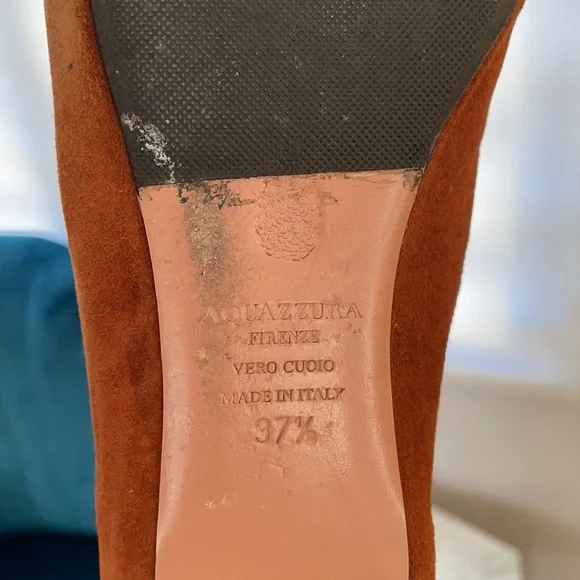 AQUAZZURA
FIRENZE
VERO CUOIO
MADE IN ITALY
37½